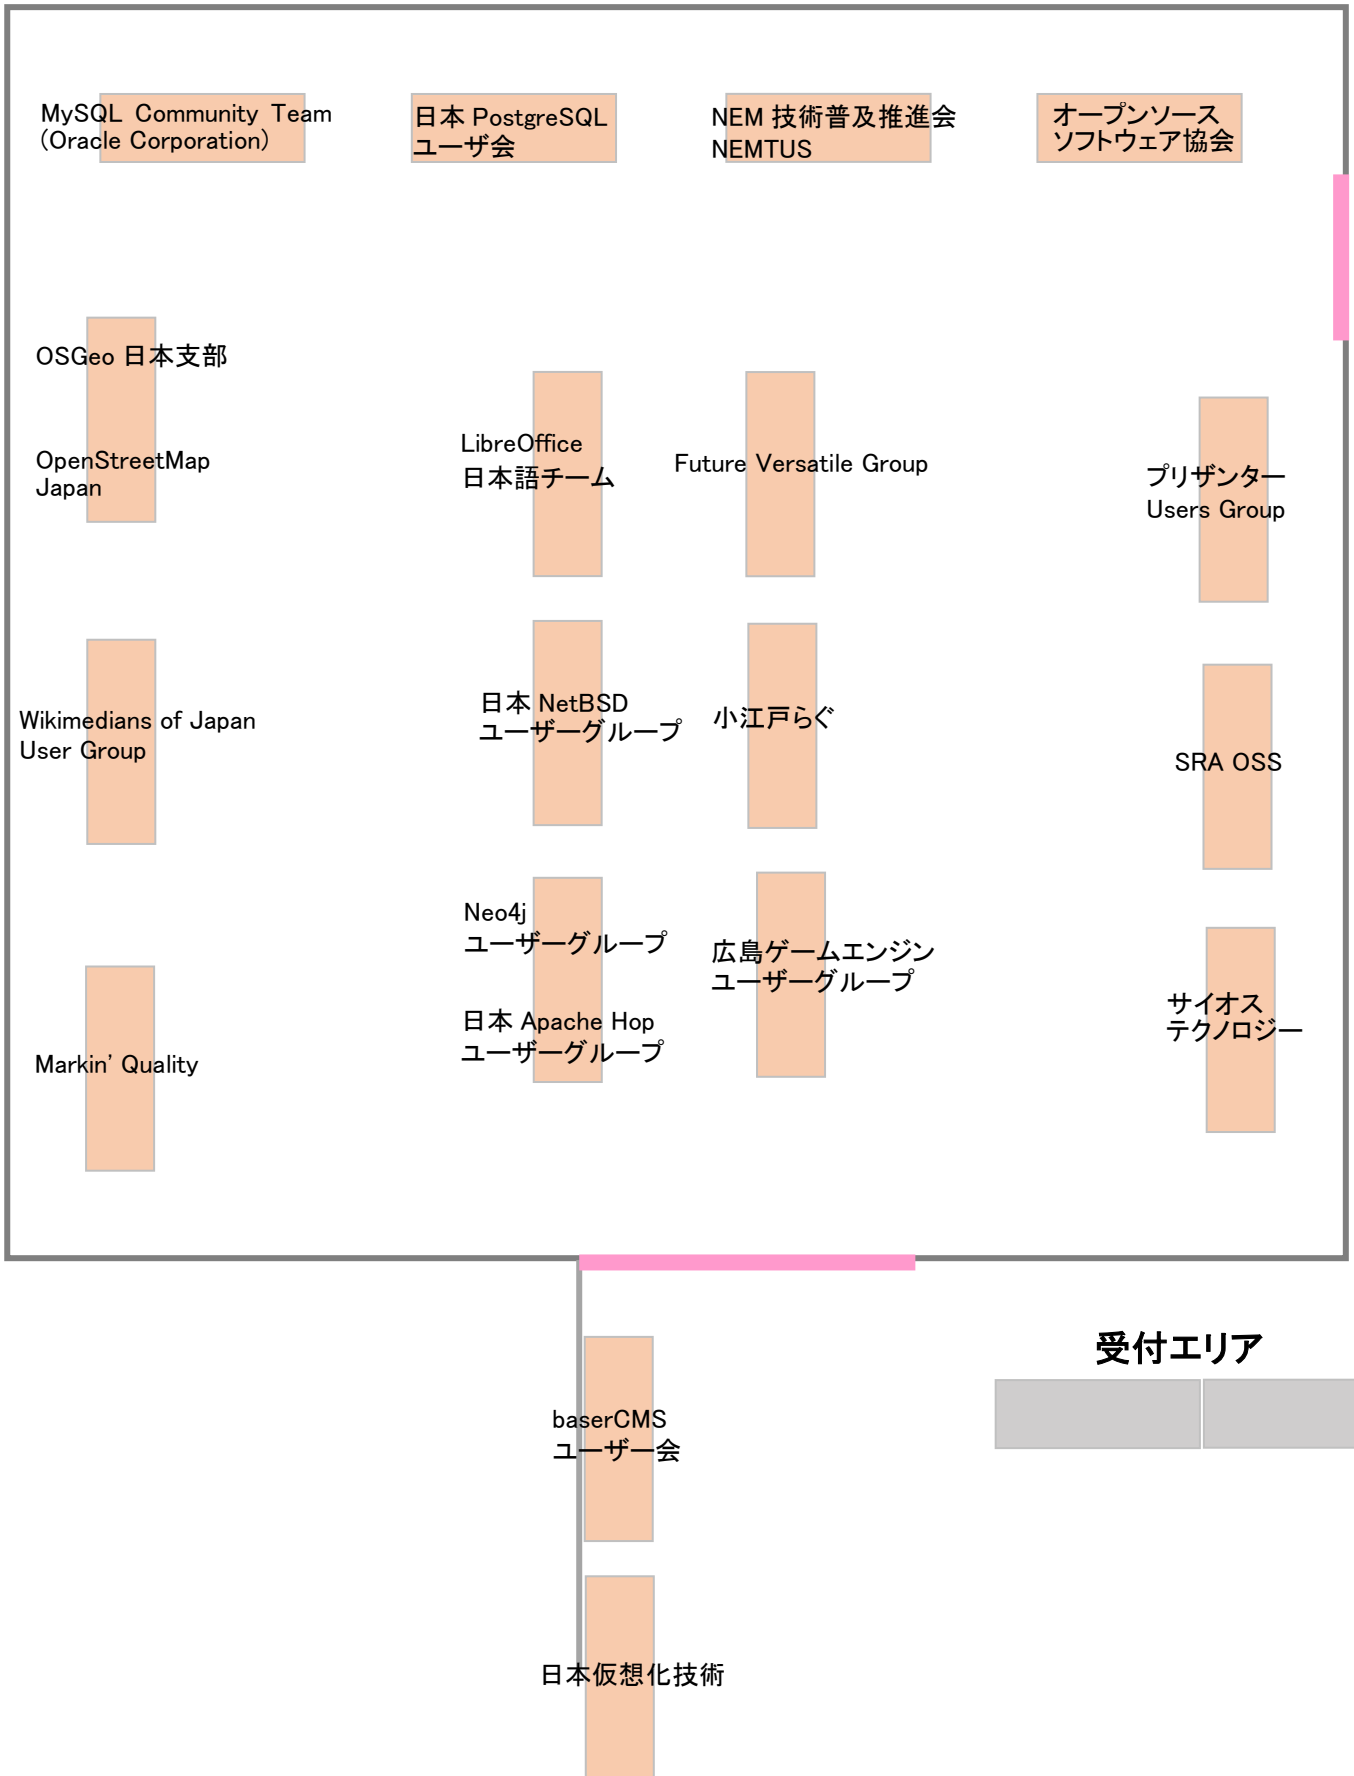 MySQL Community Team
(Oracle Corporation)
日本 PostgreSQL
ユーザ会
NEM 技術普及推進会
NEMTUS
オープンソース
ソフトウェア協会
OSGeo 日本支部
OpenStreetMap
Japan
LibreOffice
日本語チーム
Future Versatile Group
プリザンター
Users Group
Wikimedians of Japan
User Group
日本 NetBSD
ユーザーグループ
小江戸らぐ
SRA OSS
Neo4j
ユーザーグループ
日本 Apache Hop
ユーザーグループ
広島ゲームエンジン
ユーザーグループ
サイオス
テクノロジー
Markin' Quality
受付エリア
baserCMS
ユーザー会
日本仮想化技術